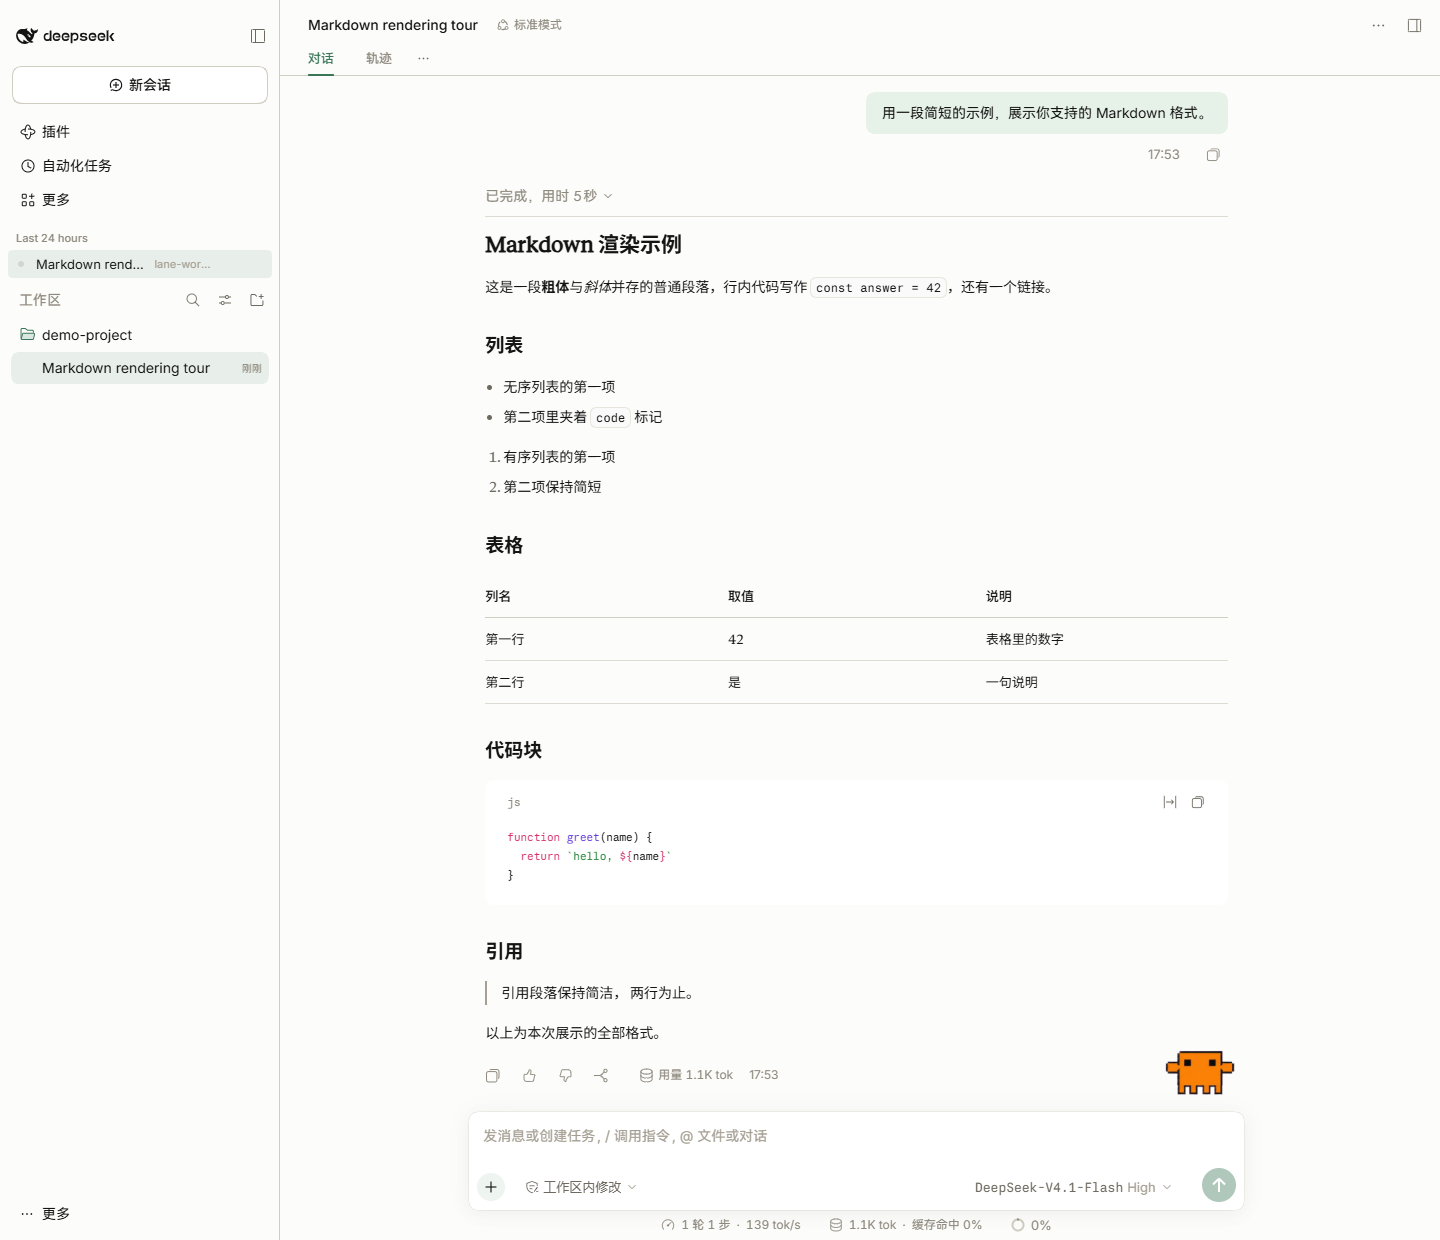 deepseek
新会话
插件
自动化任务
更多
Last 24 hours
Markdown rend... lane-wor...
工作区
demo-project
Markdown rendering tour 刚刚
更多
Markdown rendering tour 标准模式
对话 轨迹
用一段简短的示例，展示你支持的 Markdown 格式。
17:53
已完成，用时 5秒
Markdown 渲染示例
这是一段粗体与斜体并存的普通段落，行内代码写作 const answer = 42，还有一个链接。
列表
• 无序列表的第一项
• 第二项里夹着 code 标记
1. 有序列表的第一项
2. 第二项保持简短
表格
列名 取值 说明
第一行 42 表格里的数字
第二行 是 一句说明
代码块
js
function greet(name) {
  return `hello, ${name}`
}
引用
引用段落保持简洁， 两行为止。
以上为本次展示的全部格式。
用量 1.1K tok 17:53
发消息或创建任务, / 调用指令, @ 文件或对话
工作区内修改 DeepSeek-V4.1-Flash High
1 轮 1 步 · 139 tok/s 1.1K tok · 缓存命中 0% 0%